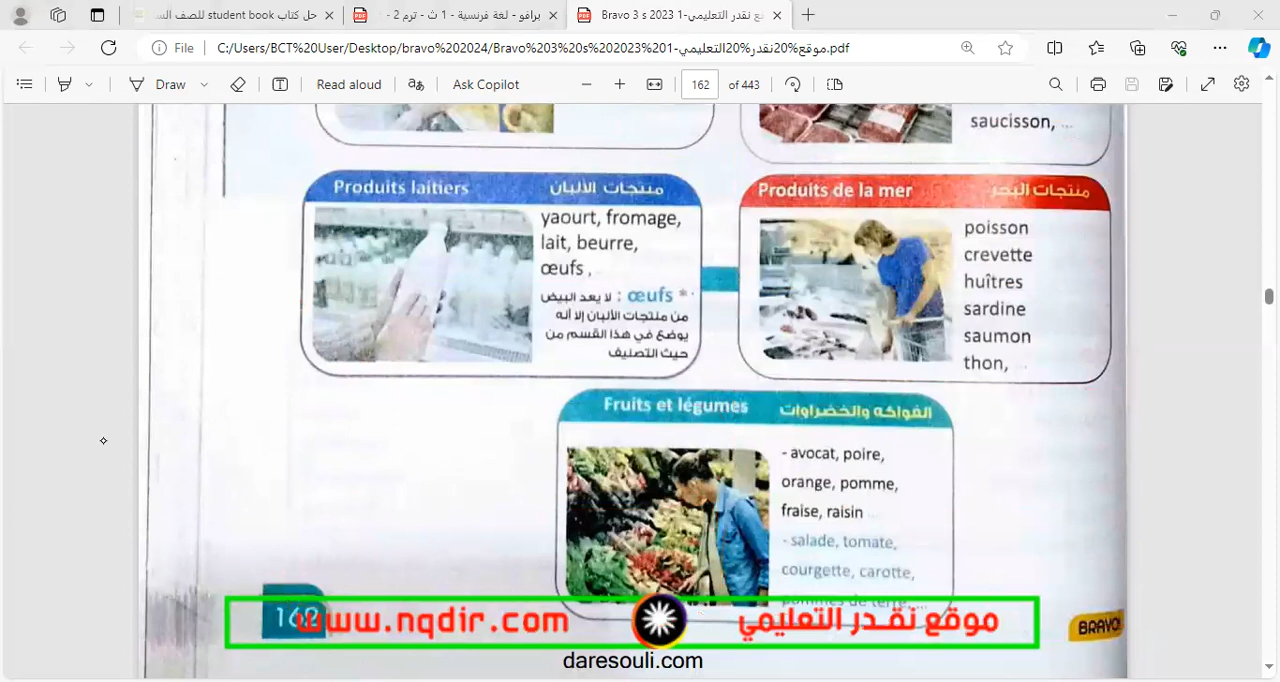 حل كتاب student book للصف الس
برافو - لغة فرنسية - 1 ث - ترم 2 -
Bravo 3 s 2023 1-قع نقدر التعليمي
File
C:/Users/BCT%20User/Desktop/bravo%202024/Bravo%203%20s%202023%201-موقع%20نقدر%20التعليمي.pdf
Draw
Read aloud
Ask Copilot
162 of 443
saucisson, ...
Produits laitiers منتجات الألبان
yaourt, fromage,
lait, beurre,
œufs ,
* œufs : لا يعد البيض
من منتجات الألبان إلا أنه
يوضع في هذا القسم من
حيث التصنيف
Produits de la mer منتجات البحر
poisson
crevette
huîtres
sardine
saumon
thon, ...
Fruits et légumes الفواكه والخضراوات
- avocat, poire,
orange, pomme,
fraise, raisin ...
- salade, tomate,
courgette, carotte,
pommes de terre, ...
162
www.nqdir.com موقع نقدر التعليمي
BRAVO!
daresouli.com